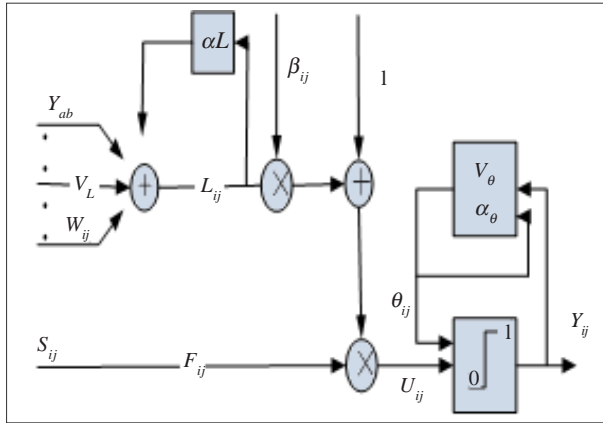 αL
β_ij
1
Y_ab
V_L
+
L_ij
×
+
W_ij
V_θ
α_θ
θ_ij
Y_ij
S_ij
F_ij
×
U_ij
1
0